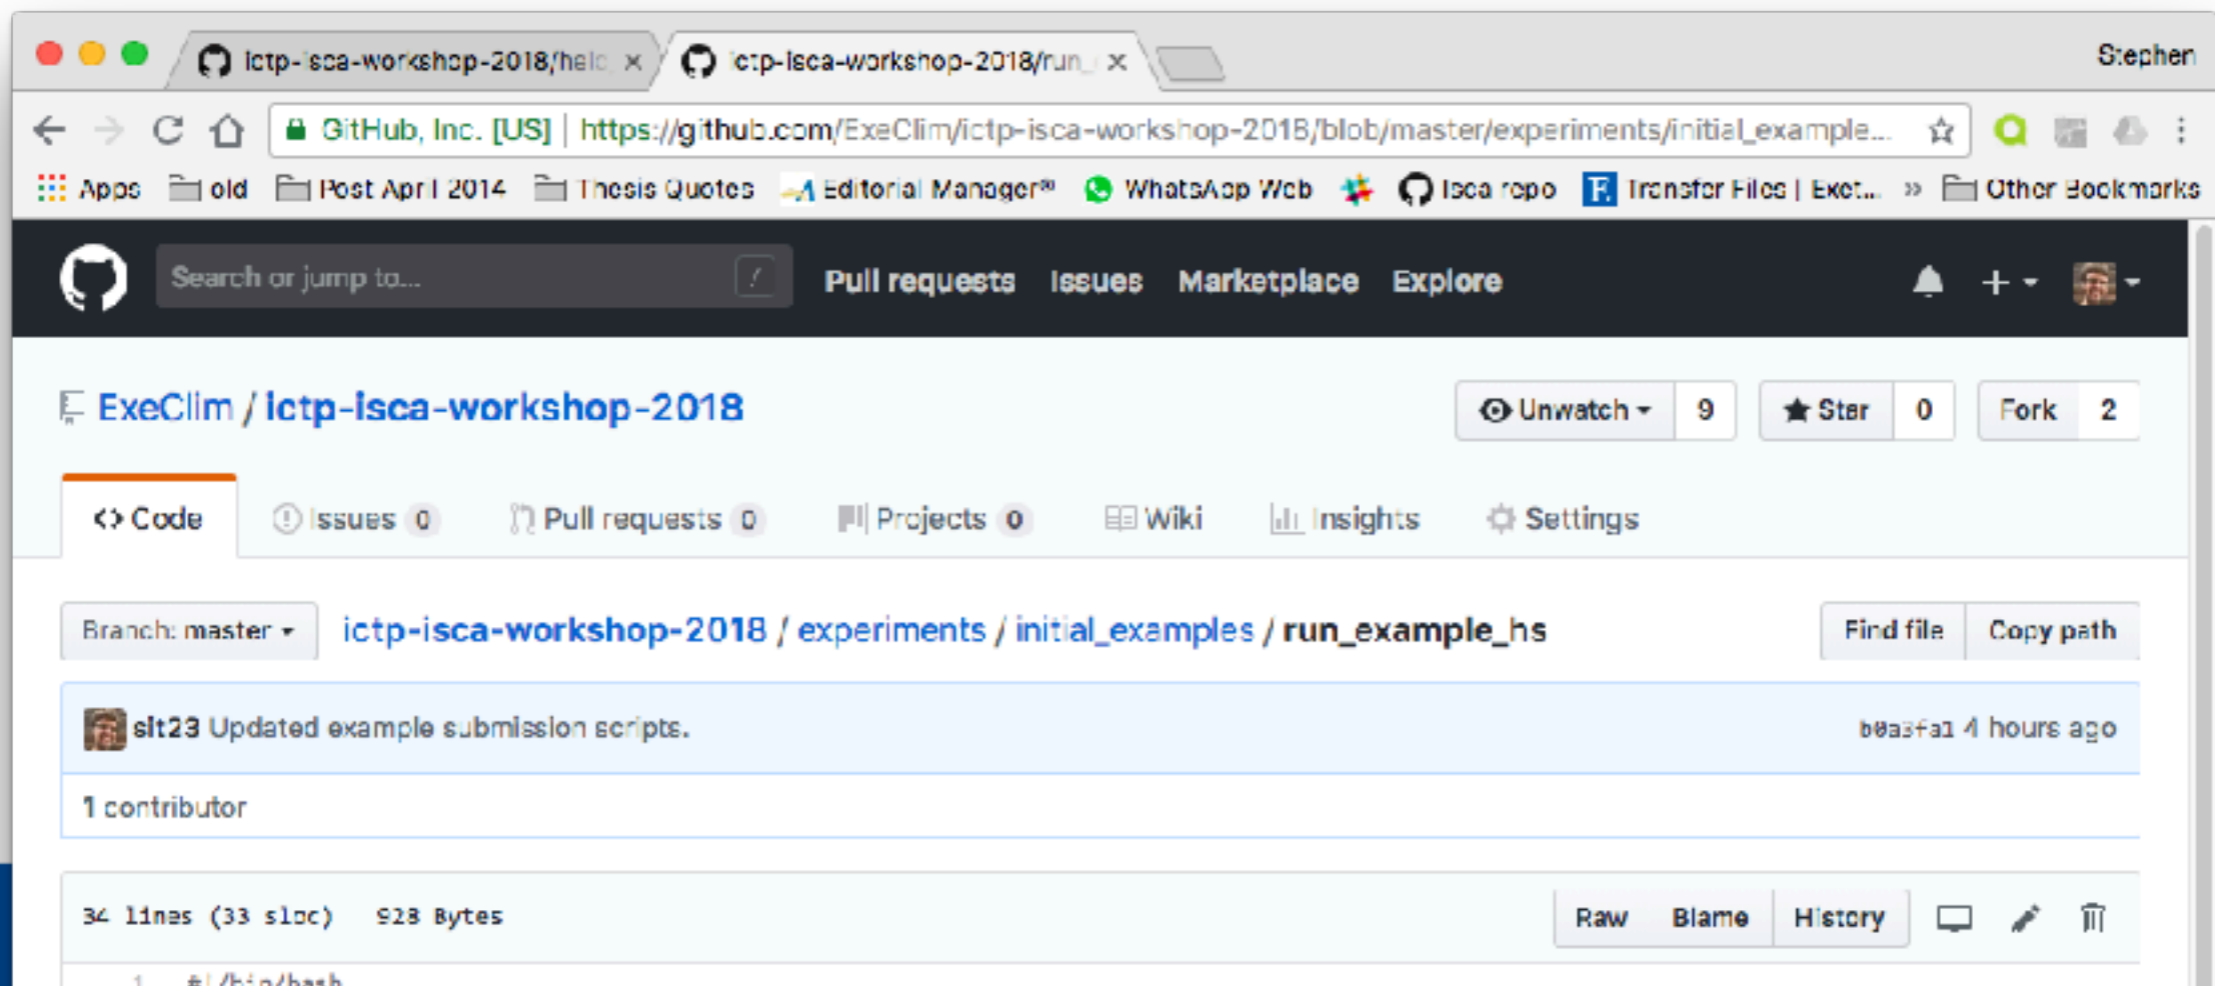 ictp-isca-workshop-2018/help_ × ictp-isca-workshop-2018/run_ × Stephen
GitHub, Inc. [US] | https://github.com/ExeClim/ictp-isca-workshop-2018/blob/master/experiments/initial_example...
Apps old Post April 2014 Thesis Quotes Editorial Manager® WhatsApp Web Isca repo Transfer Files | Exet... » Other Bookmarks
Search or jump to... / Pull requests Issues Marketplace Explore
ExeClim / ictp-isca-workshop-2018 Unwatch 9 Star 0 Fork 2
<> Code Issues 0 Pull requests 0 Projects 0 Wiki Insights Settings
Branch: master ictp-isca-workshop-2018 / experiments / initial_examples / run_example_hs Find file Copy path
sit23 Updated example submission scripts. b0a3fa1 4 hours ago
1 contributor
34 lines (33 sloc) 928 Bytes Raw Blame History
1 #!/bin/bash